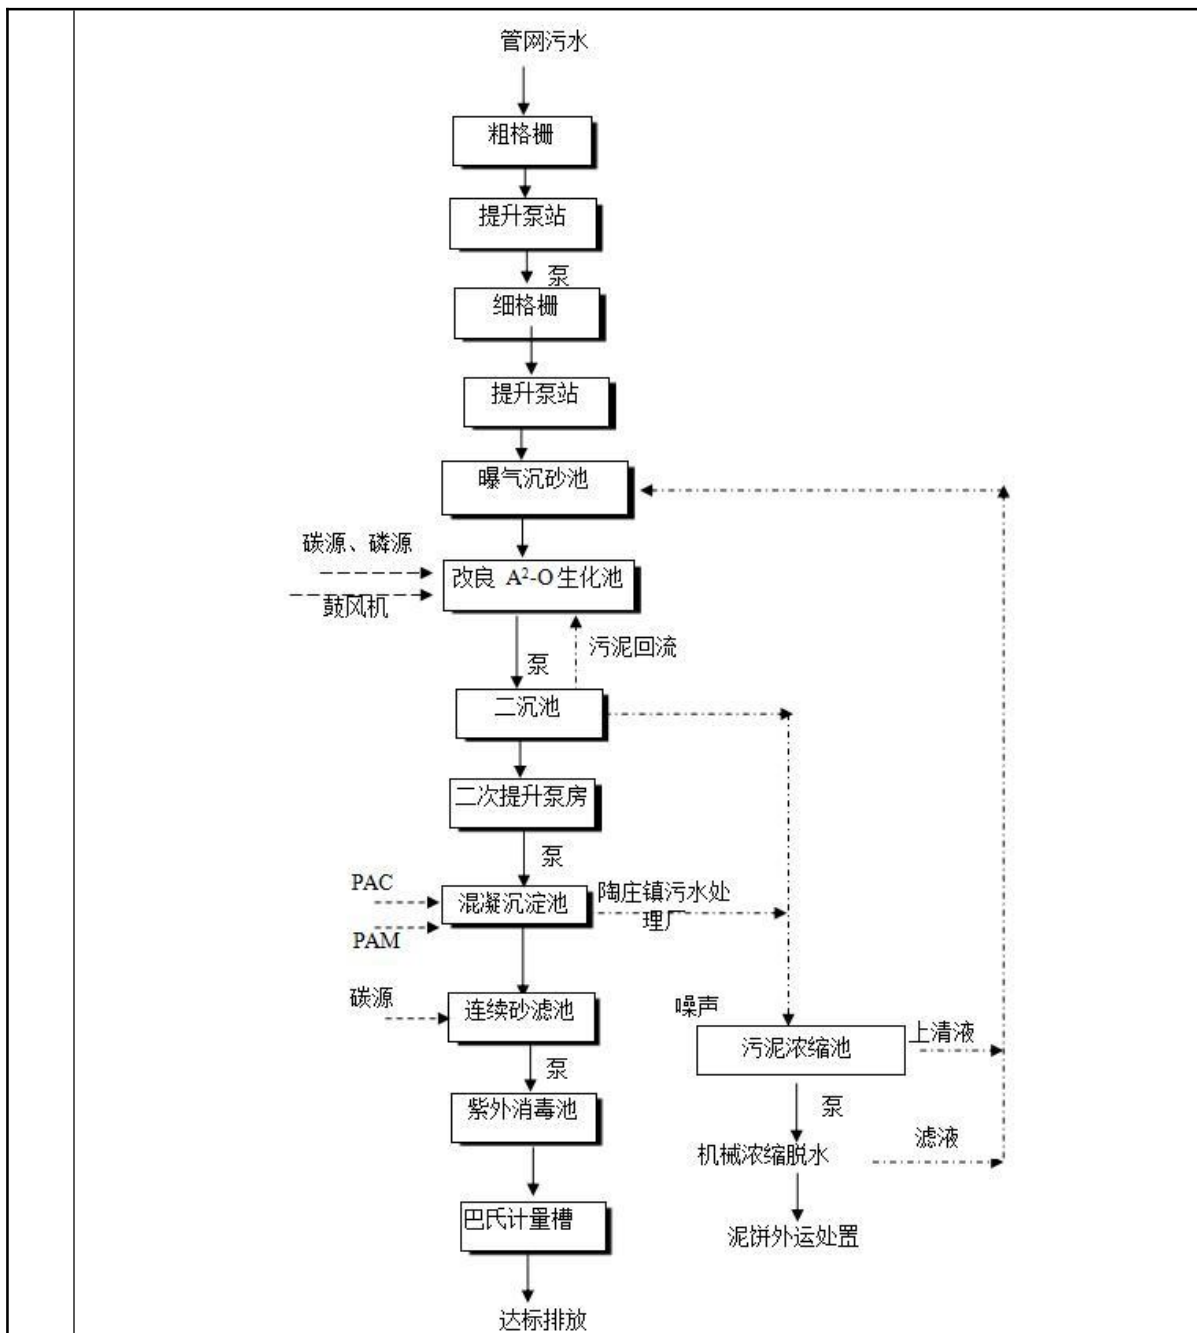 管网污水
粗格栅
提升泵站
泵
细格栅
提升泵站
曝气沉砂池
碳源、磷源
改良 A²-O生化池
鼓风机
污泥回流
泵
二沉池
二次提升泵房
泵
PAC
混凝沉淀池
陶庄镇污水处
理厂
PAM
碳源
连续砂滤池
噪声
污泥浓缩池
上清液
泵
紫外消毒池
泵
机械浓缩脱水
滤液
巴氏计量槽
泥饼外运处置
达标排放